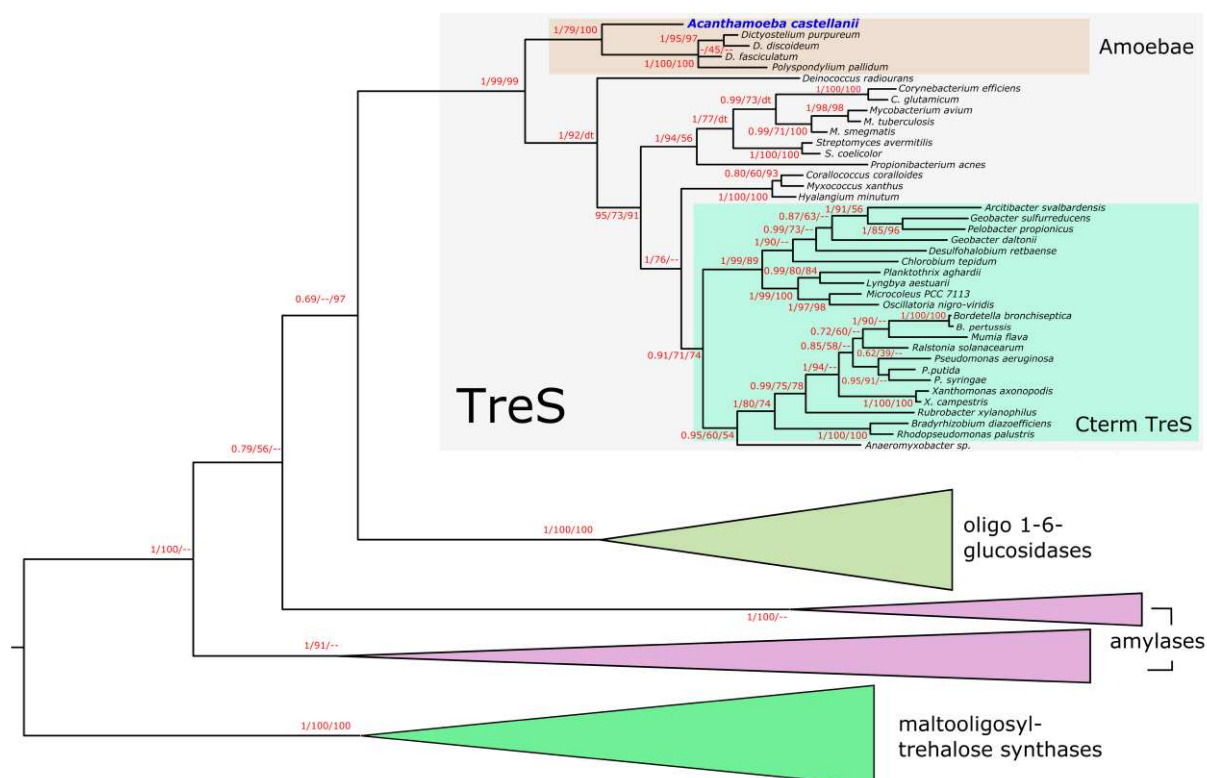 Acanthamoeba castellanii
1/79/100
Dictyostelium purpureum
1/95/97
D. discoideum
-/45/--
Amoebae
D. fasciculatum
1/100/100
Polyspondylium pallidum
1/99/99
Deinococcus radiourans
1/100/100
Corynebacterium efficiens
0.99/73/dt
C. glutamicum
1/98/98
Mycobacterium avium
1/77/dt
M. tuberculosis
1/92/dt
0.99/71/100
M. smegmatis
1/94/56
Streptomyces avermitilis
1/100/100
S. coelicolor
Propionibacterium acnes
0.80/60/93
Corallococcus coralloides
Myxococcus xanthus
1/100/100
Hyalangium minutum
95/73/91
1/91/56
Arcitibacter svalbardensis
0.87/63/--
Geobacter sulfurreducens
0.99/73/--
1/85/96
Pelobacter propionicus
1/90/--
Geobacter daltonii
Desulfohalobium retbaense
1/76/--
1/99/89
Chlorobium tepidum
0.99/80/84
Planktothrix aghardii
Lyngbya aestuarii
1/99/100
Microcoleus PCC 7113
0.69/--/97
1/97/98
Oscillatoria nigro-viridis
1/100/100
Bordetella bronchiseptica
1/90/--
B. pertussis
0.72/60/--
Mumia flava
0.85/58/--
Ralstonia solanacearum
0.91/71/74
0.62/39/--
Pseudomonas aeruginosa
1/94/--
P.putida
0.95/91/--
P. syringae
0.99/75/78
Xanthomonas axonopodis
TreS
1/100/100
X. campestris
1/80/74
Rubrobacter xylanophilus
Cterm TreS
Bradyrhizobium diazoefficiens
0.95/60/54
1/100/100
Rhodopseudomonas palustris
Anaeromyxobacter sp.
0.79/56/--
1/100/100
oligo 1-6-
glucosidases
1/100/--
1/100/--
amylases
1/91/--
1/100/100
maltooligosyl-
trehalose synthases